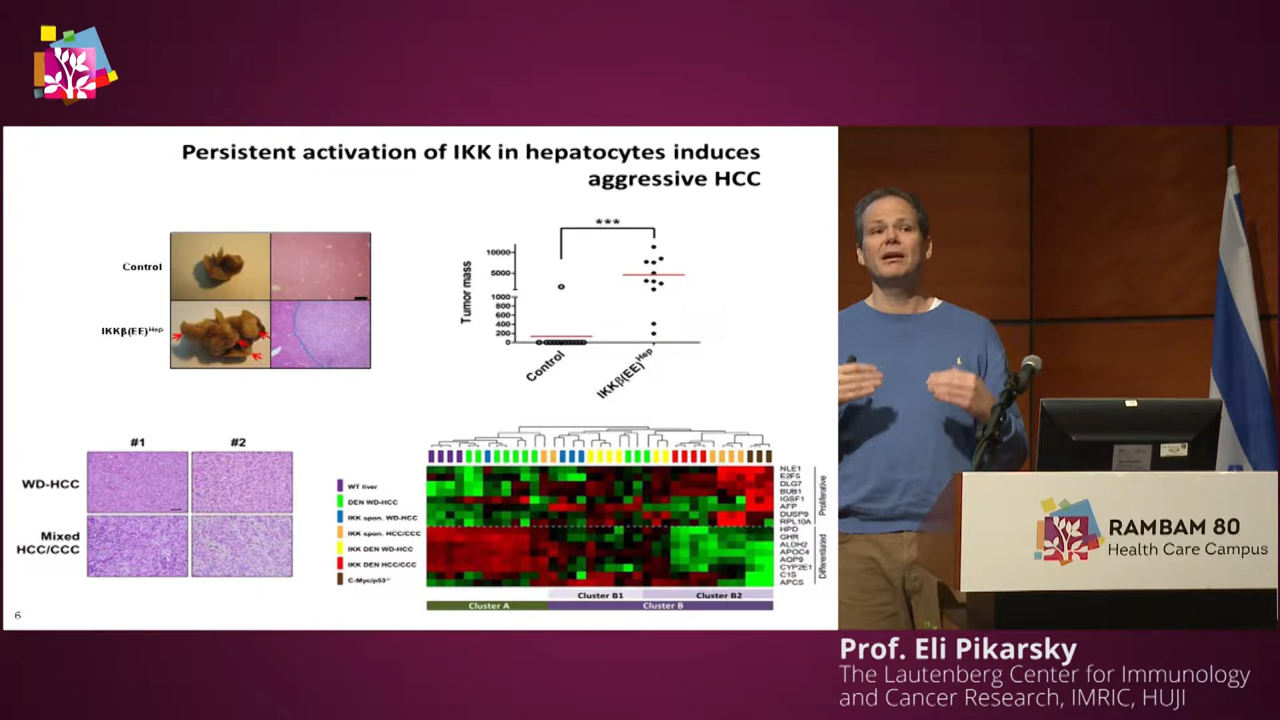 Persistent activation of IKK in hepatocytes induces
aggressive HCC
Control
IKKβ(EE)Hep
***
Tumor mass
10000
5000
1000
800
600
400
200
0
Control
IKKβ(EE)Hep
#1
#2
WD-HCC
Mixed
HCC/CCC
WT liver
DEN WD-HCC
IKK spon. WD-HCC
IKK spon. HCC/CCC
IKK DEN WD-HCC
IKK DEN HCC/CCC
C-Myc/p53-/-
NLE1
E2F5
DLG7
BUB1
IGSF1
AFP
DUSP9
RPL10A
HPD
GHR
ALDH2
APOC4
AQP9
CYP2E1
C1S
APCS
Proliferative
Differentiated
Cluster B1
Cluster B2
Cluster A
Cluster B
6
RAMBAM 80
Health Care Campus
Prof. Eli Pikarsky
The Lautenberg Center for Immunology
and Cancer Research, IMRIC, HUJI